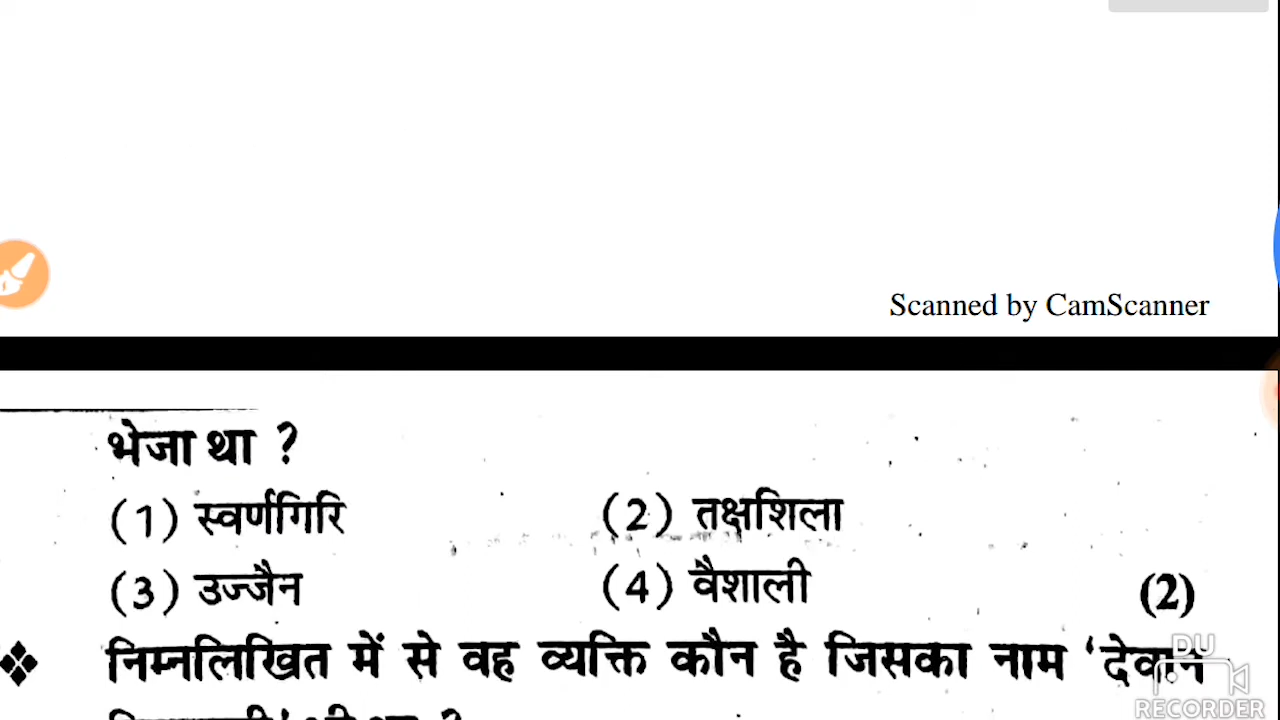 Scanned by CamScanner
भेजा था ?
(1) स्वर्णगिरि (2) तक्षशिला
(3) उज्जैन (4) वैशाली (2)
❖ निम्नलिखित में से वह व्यक्ति कौन है जिसका नाम ‘देवान
DU
RECORDER